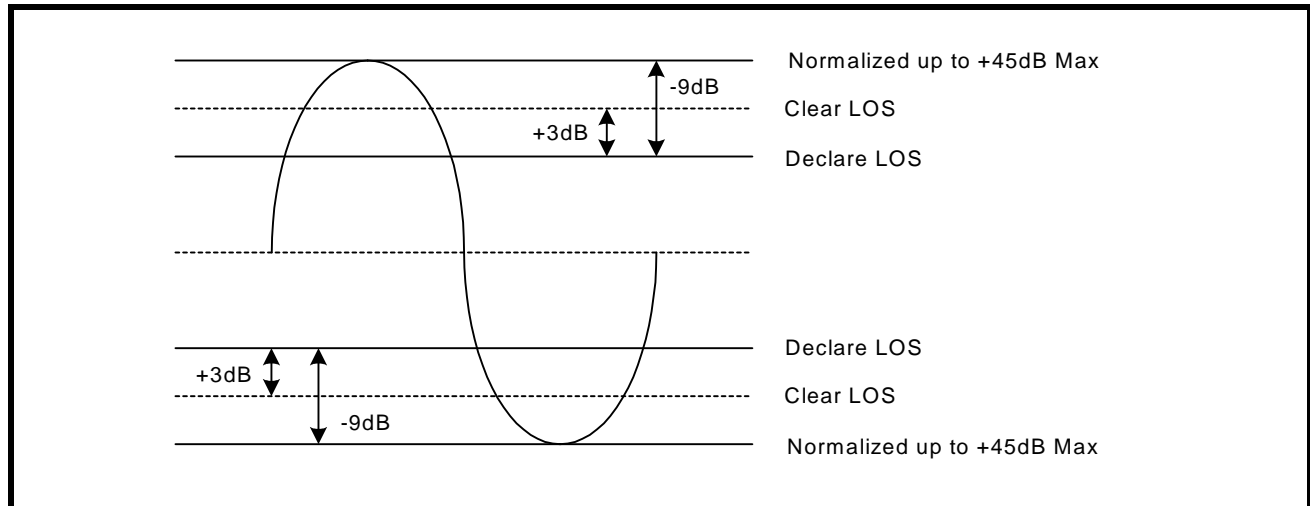 Normalized up to +45dB Max
-9dB
Clear LOS
+3dB
Declare LOS
Declare LOS
+3dB
Clear LOS
-9dB
Normalized up to +45dB Max